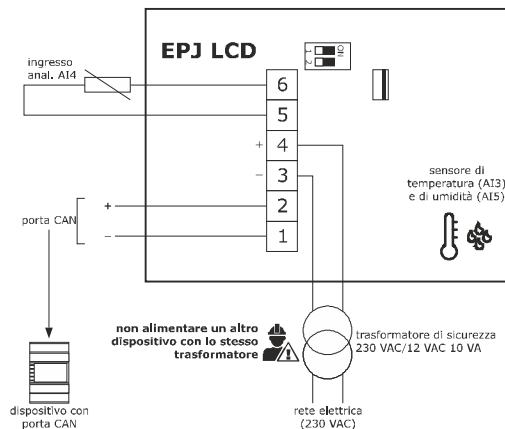 EPJ LCD
ON
1
2
ingresso
anal. AI4
6
5
+
4
−
3
sensore di
temperatura (AI3)
e di umidità (AI5)
porta CAN
+
2
−
1
non alimentare un altro
dispositivo con lo stesso
trasformatore
trasformatore di sicurezza
230 VAC/12 VAC 10 VA
dispositivo con
porta CAN
rete elettrica
(230 VAC)